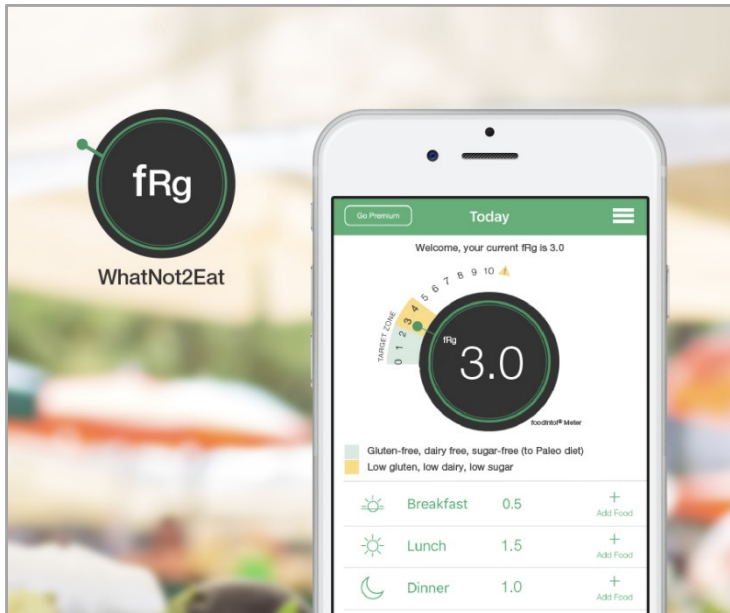 fRg
WhatNot2Eat
Go Premium
Today
Welcome, your current fRg is 3.0
TARGET ZONE
0 1 2 3 4 5 6 7 8 9 10 !
fRg
3.0
foodintol® Meter
Gluten-free, dairy free, sugar-free (to Paleo diet)
Low gluten, low dairy, low sugar
Breakfast 0.5 + Add Food
Lunch 1.5 + Add Food
Dinner 1.0 + Add Food